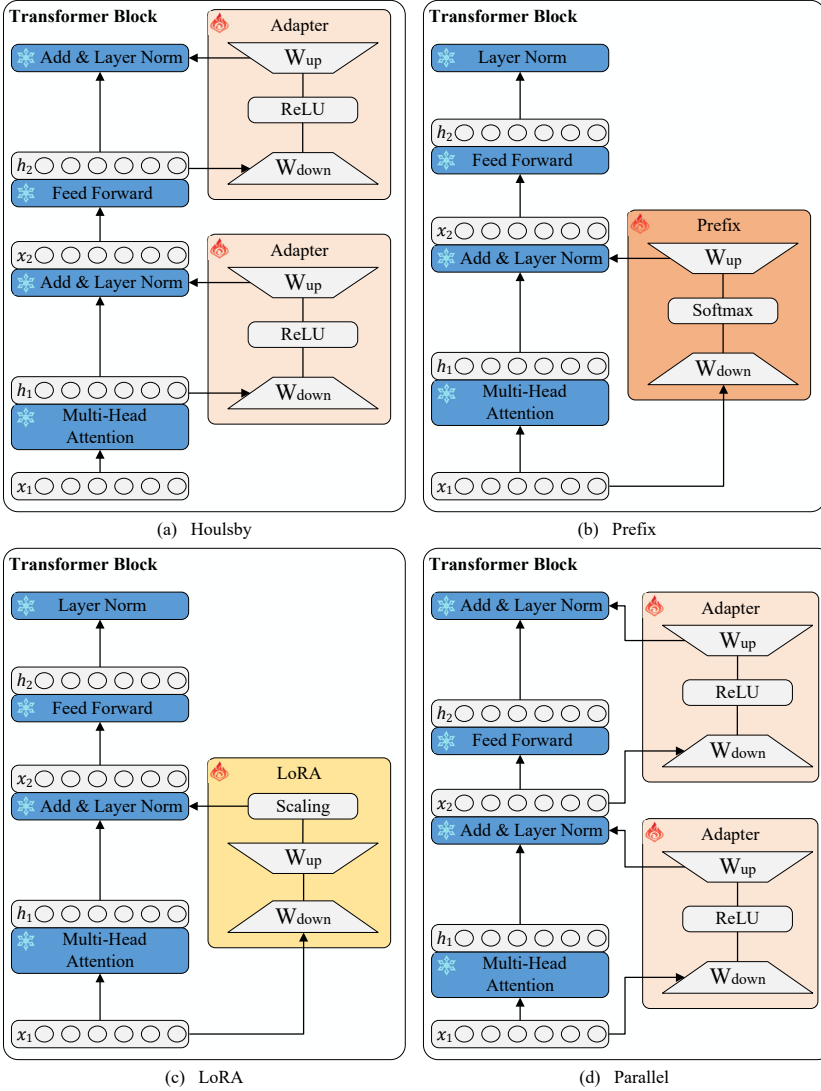 Transformer Block
Adapter
Add & Layer Norm
Wup
ReLU
h2
Wdown
Feed Forward
x2
Adapter
Add & Layer Norm
Wup
ReLU
h1
Wdown
Multi-Head
Attention
x1
(a) Houlsby
Transformer Block
Layer Norm
h2
Feed Forward
x2
Prefix
Add & Layer Norm
Wup
Softmax
h1
Wdown
Multi-Head
Attention
x1
(b) Prefix
Transformer Block
Layer Norm
h2
Feed Forward
x2
LoRA
Add & Layer Norm
Scaling
Wup
h1
Wdown
Multi-Head
Attention
x1
(c) LoRA
Transformer Block
Adapter
Add & Layer Norm
Wup
ReLU
h2
Feed Forward
Wdown
x2
Add & Layer Norm
Adapter
Wup
ReLU
h1
Multi-Head
Attention
Wdown
x1
(d) Parallel